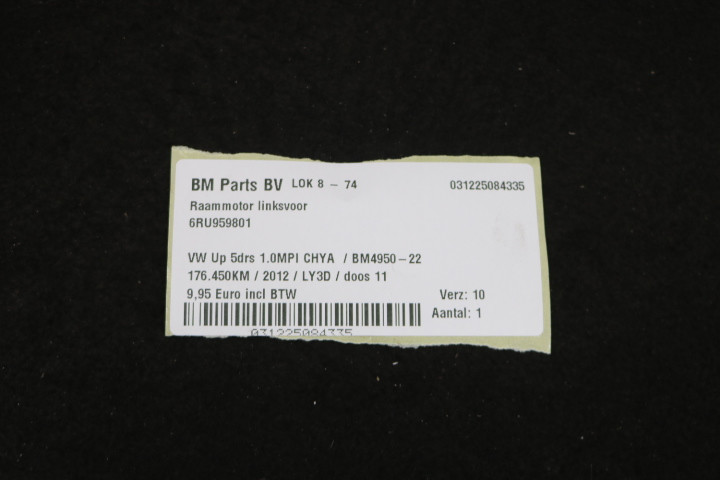 BM Parts BV LOK 8 - 74 031225084335
Raammotor linksvoor
6RU959801
VW Up 5drs 1.0MPI CHYA / BM4950-22
176.450KM / 2012 / LY3D / doos 11
9,95 Euro incl BTW Verz: 10
Aantal: 1
031225084335